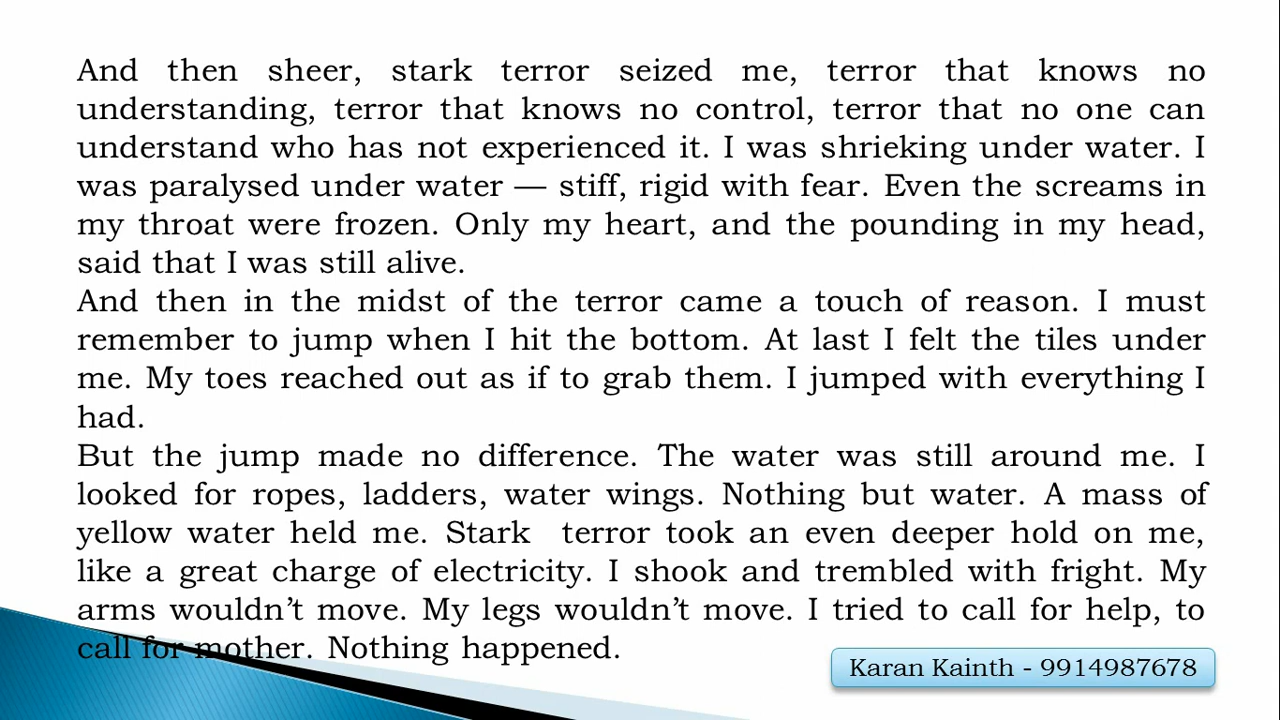 And then sheer, stark terror seized me, terror that knows no
understanding, terror that knows no control, terror that no one can
understand who has not experienced it. I was shrieking under water. I
was paralysed under water — stiff, rigid with fear. Even the screams in
my throat were frozen. Only my heart, and the pounding in my head,
said that I was still alive.
And then in the midst of the terror came a touch of reason. I must
remember to jump when I hit the bottom. At last I felt the tiles under
me. My toes reached out as if to grab them. I jumped with everything I
had.
But the jump made no difference. The water was still around me. I
looked for ropes, ladders, water wings. Nothing but water. A mass of
yellow water held me. Stark terror took an even deeper hold on me,
like a great charge of electricity. I shook and trembled with fright. My
arms wouldn’t move. My legs wouldn’t move. I tried to call for help, to
call for mother. Nothing happened.
Karan Kainth - 9914987678